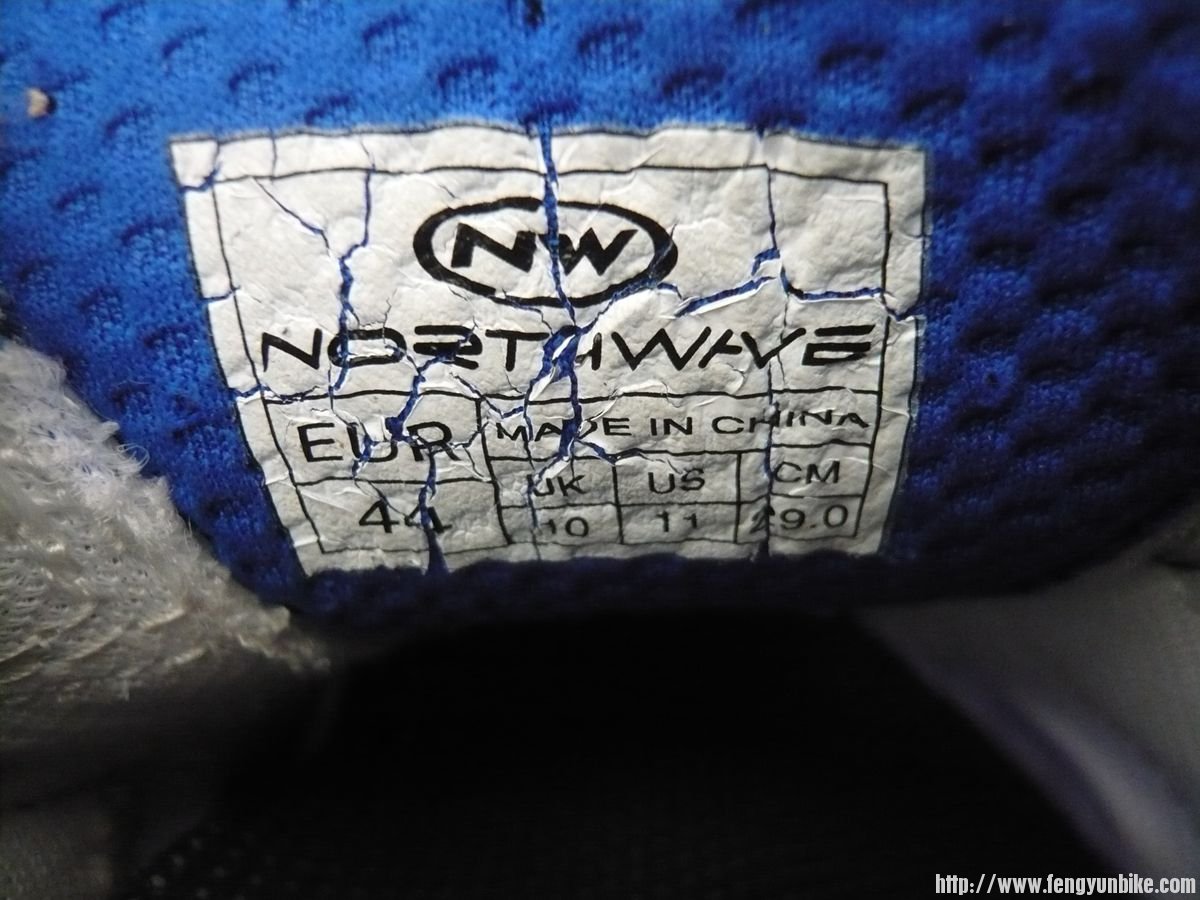 NW
NORTHWAVE
EUR MADE IN CHINA
UK US CM
44 10 11 29.0
http://www.fengyunbike.com